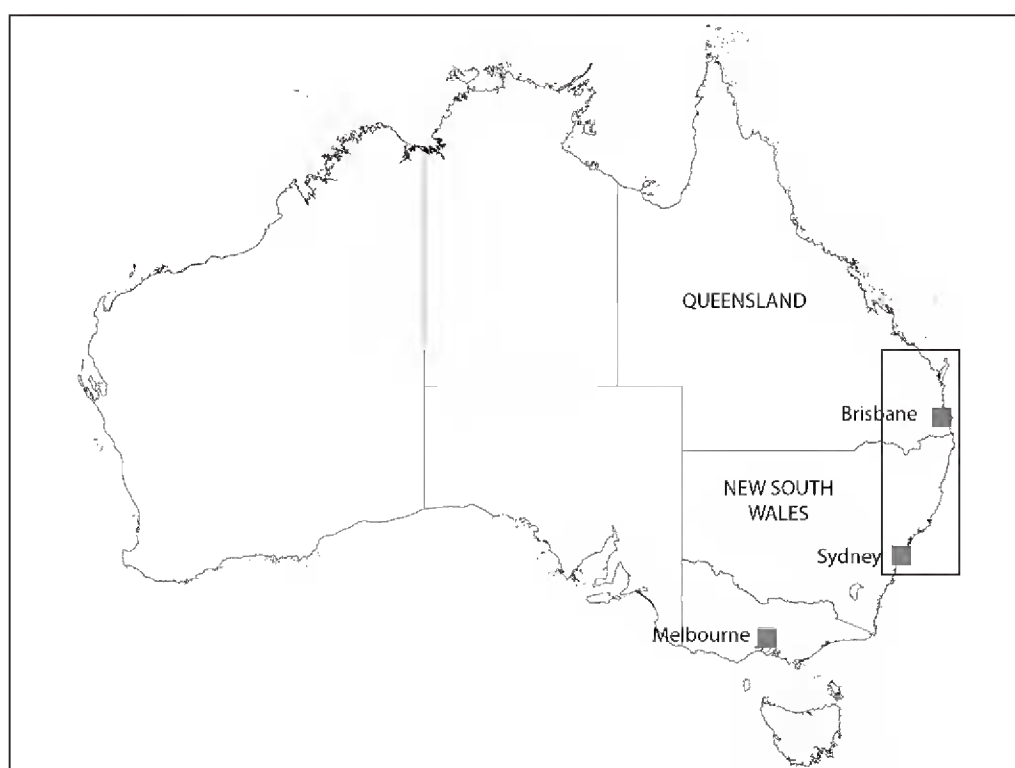 QUEENSLAND
Brisbane
NEW SOUTH
WALES
Sydney
Melbourne